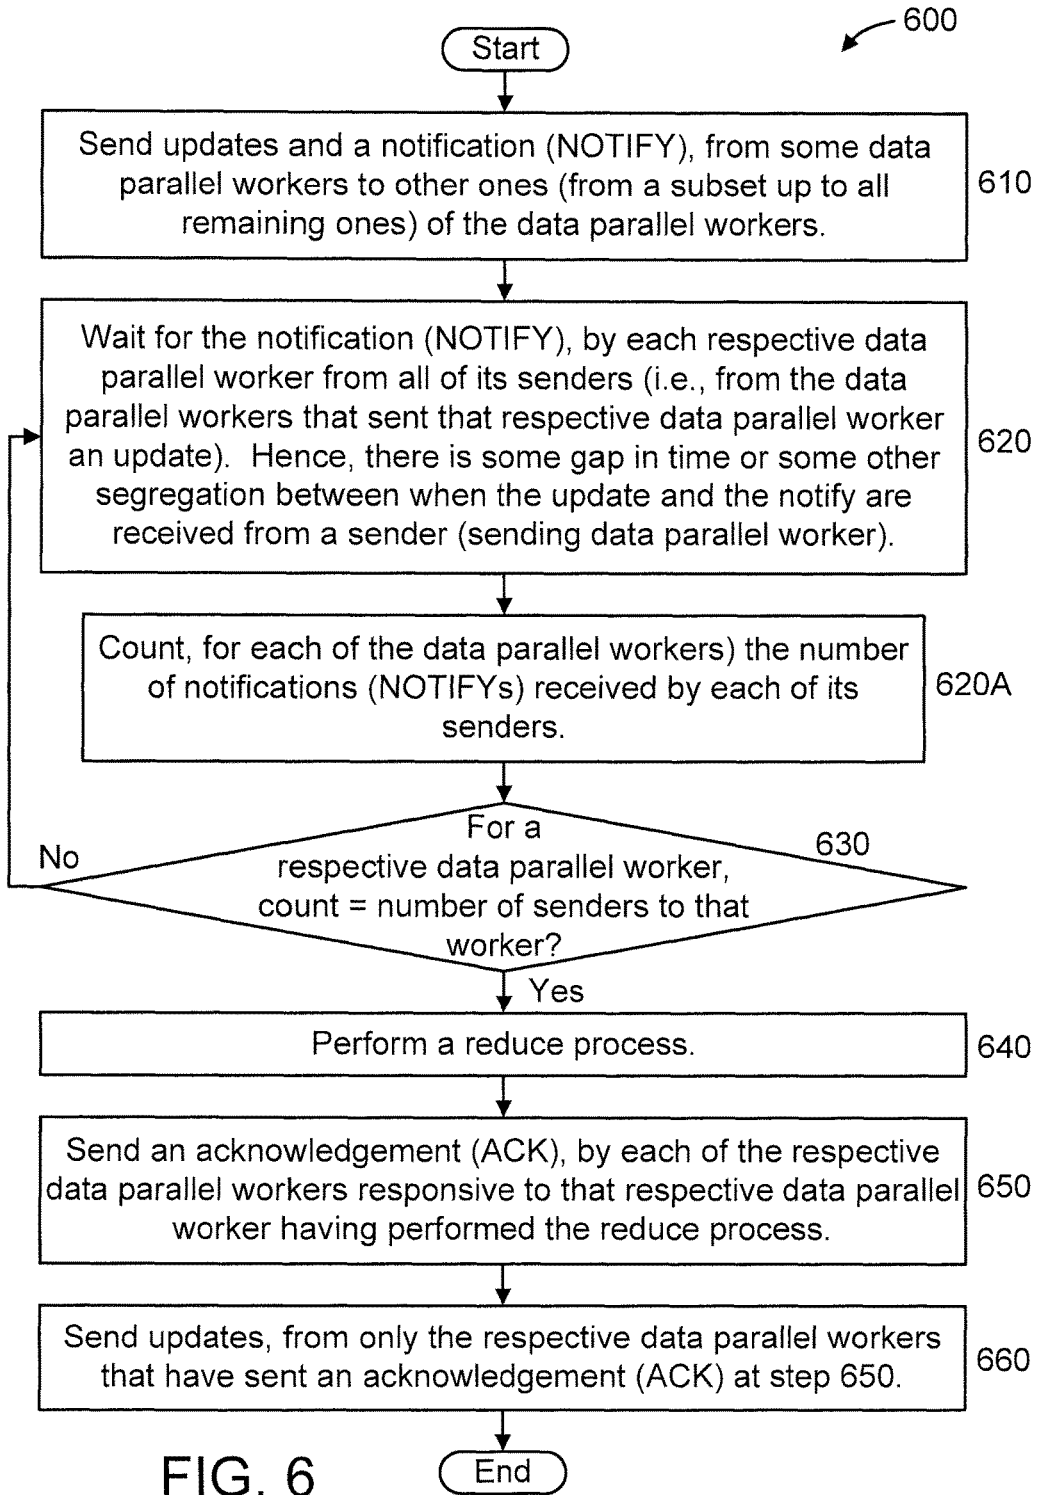 600
Start
Send updates and a notification (NOTIFY), from some data
parallel workers to other ones (from a subset up to all
remaining ones) of the data parallel workers.
610
Wait for the notification (NOTIFY), by each respective data
parallel worker from all of its senders (i.e., from the data
parallel workers that sent that respective data parallel worker
an update).  Hence, there is some gap in time or some other
segregation between when the update and the notify are
received from a sender (sending data parallel worker).
620
Count, for each of the data parallel workers) the number
of notifications (NOTIFYs) received by each of its
senders.
620A
For a
respective data parallel worker,
count = number of senders to that
worker?
630
No
Yes
Perform a reduce process.
640
Send an acknowledgement (ACK), by each of the respective
data parallel workers responsive to that respective data parallel
worker having performed the reduce process.
650
Send updates, from only the respective data parallel workers
that have sent an acknowledgement (ACK) at step 650.
660
End
FIG. 6